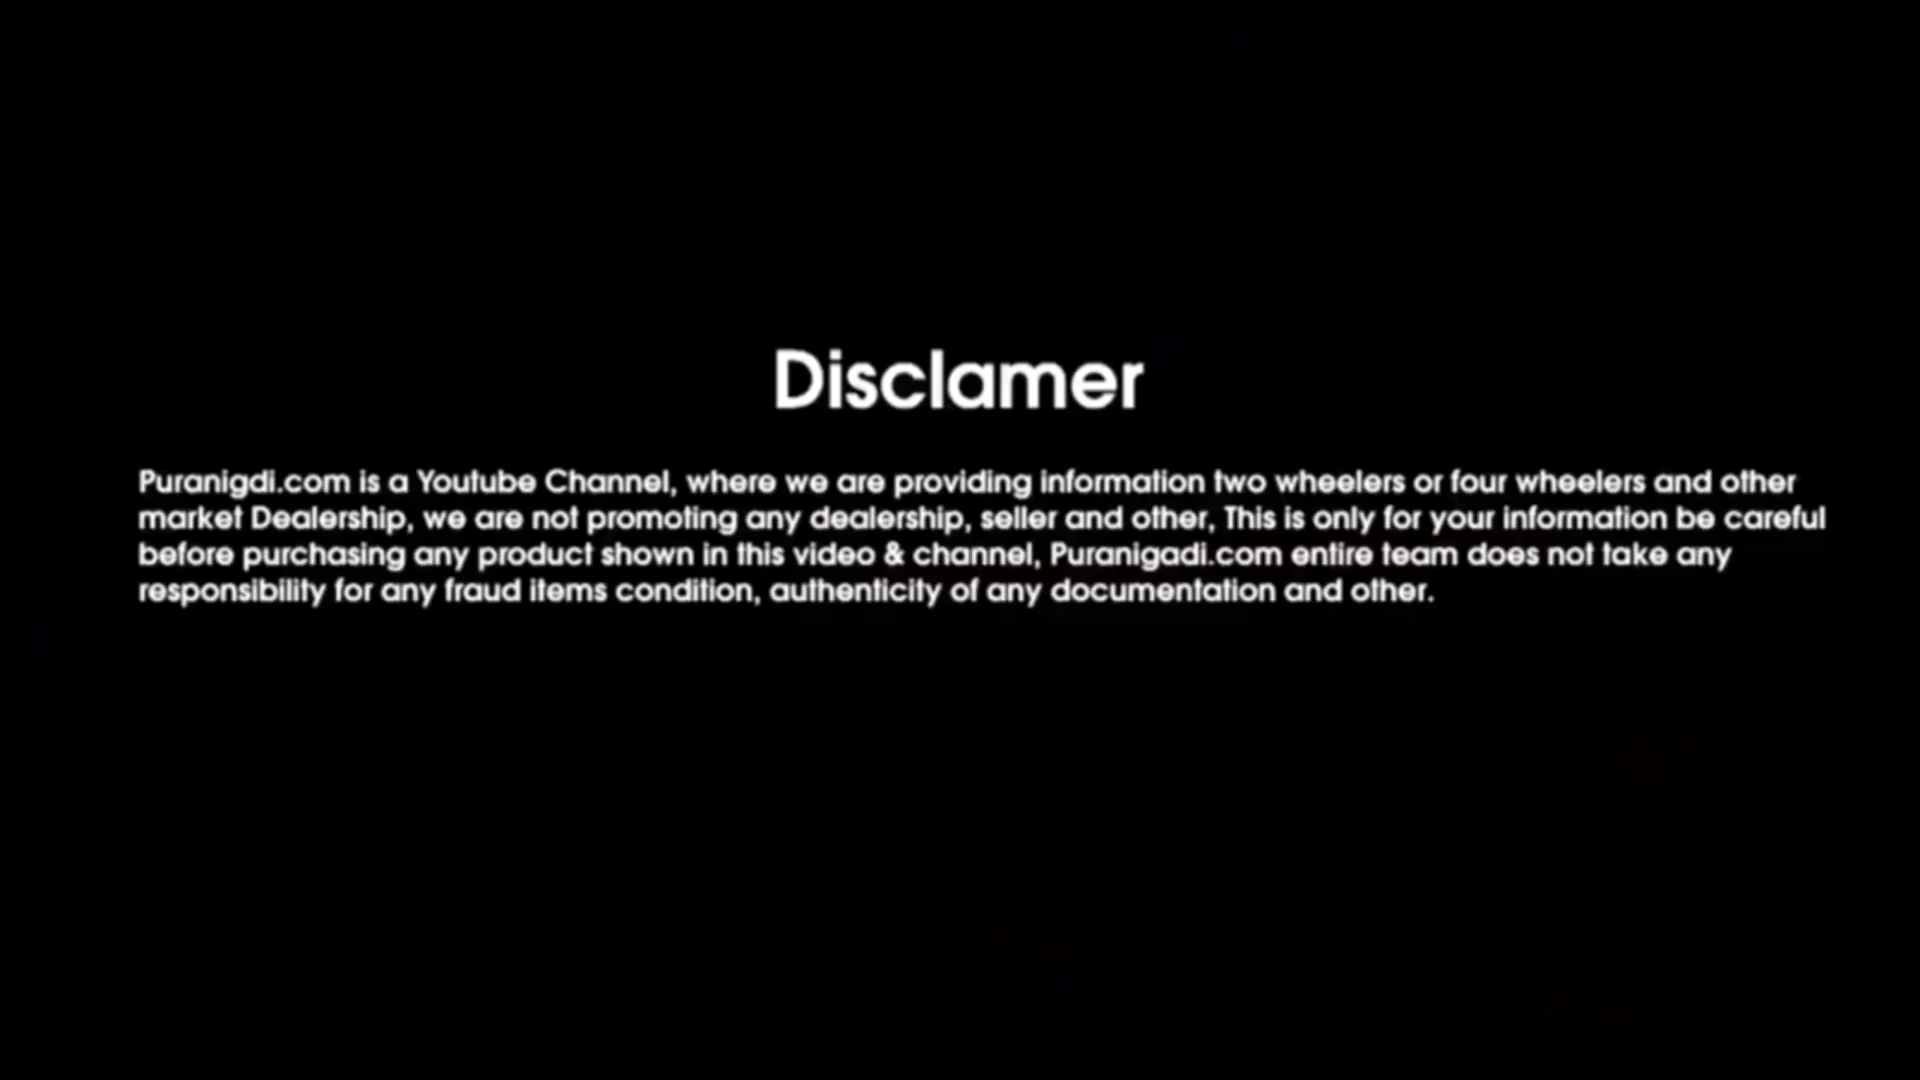 Disclamer
Puranigdi.com is a Youtube Channel, where we are providing information two wheelers or four wheelers and other
market Dealership, we are not promoting any dealership, seller and other, This is only for your information be careful
before purchasing any product shown in this video & channel, Puranigadi.com entire team does not take any
responsibility for any fraud items condition, authenticity of any documentation and other.